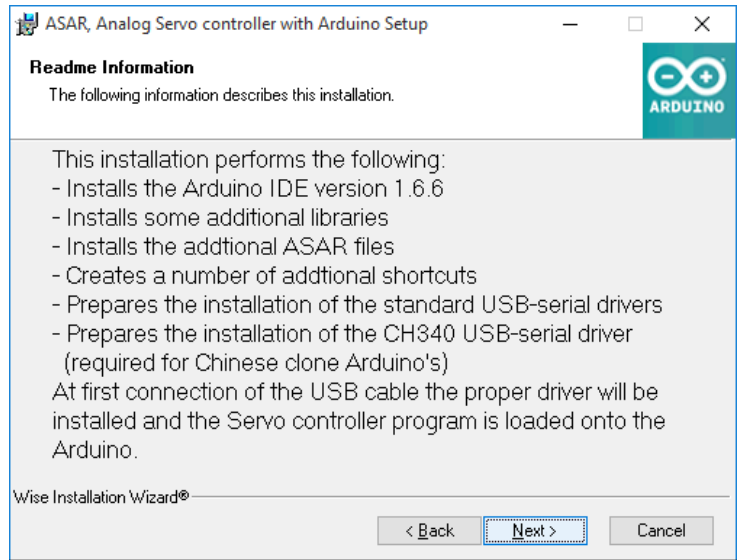 ASAR, Analog Servo controller with Arduino Setup
Readme Information
The following information describes this installation.
ARDUINO
This installation performs the following:
- Installs the Arduino IDE version 1.6.6
- Installs some additional libraries
- Installs the addtional ASAR files
- Creates a number of addtional shortcuts
- Prepares the installation of the standard USB-serial drivers
- Prepares the installation of the CH340 USB-serial driver
(required for Chinese clone Arduino's)
At first connection of the USB cable the proper driver will be
installed and the Servo controller program is loaded onto the
Arduino.
Wise Installation Wizard®
< Back Next > Cancel